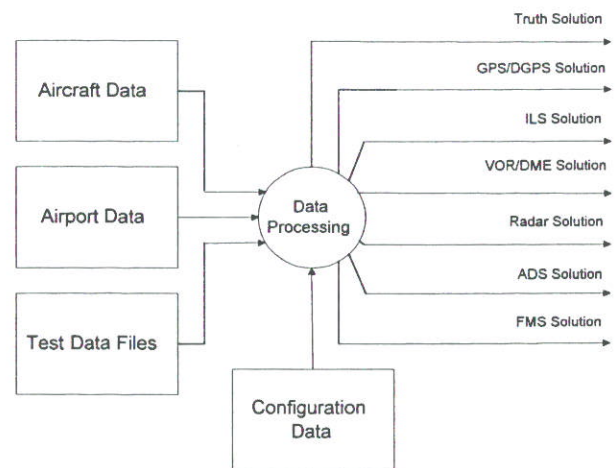 Truth Solution
GPS/DGPS Solution
Aircraft Data
ILS Solution
VOR/DME Solution
Airport Data
Data
Processing
Radar Solution
ADS Solution
Test Data Files
FMS Solution
Configuration
Data